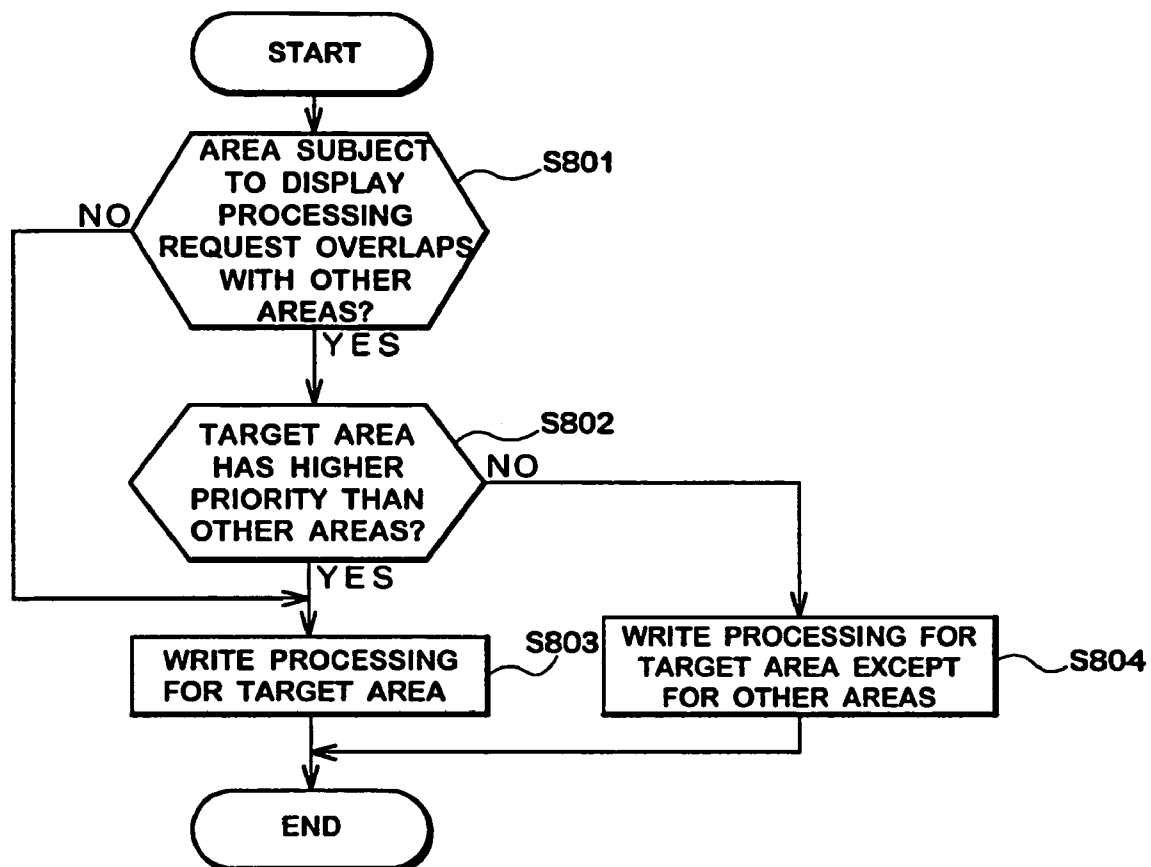 START
AREA SUBJECT
TO DISPLAY
PROCESSING
REQUEST OVERLAPS
WITH OTHER
AREAS?
S801
NO
YES
TARGET AREA
HAS HIGHER
PRIORITY THAN
OTHER AREAS?
S802
NO
YES
WRITE PROCESSING
FOR TARGET AREA
S803
WRITE PROCESSING FOR
TARGET AREA EXCEPT
FOR OTHER AREAS
S804
END